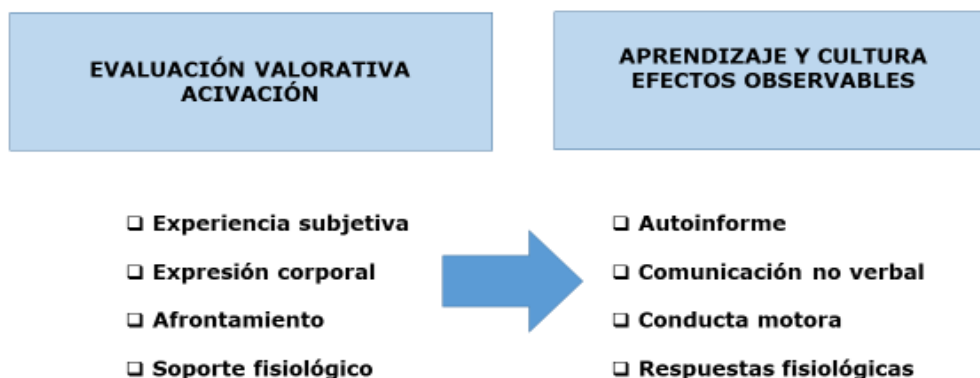 EVALUACIÓN VALORATIVA
ACIVACIÓN
APRENDIZAJE Y CULTURA
EFECTOS OBSERVABLES
❑ Experiencia subjetiva
❑ Expresión corporal
❑ Afrontamiento
❑ Soporte fisiológico
❑ Autoinforme
❑ Comunicación no verbal
❑ Conducta motora
❑ Respuestas fisiológicas